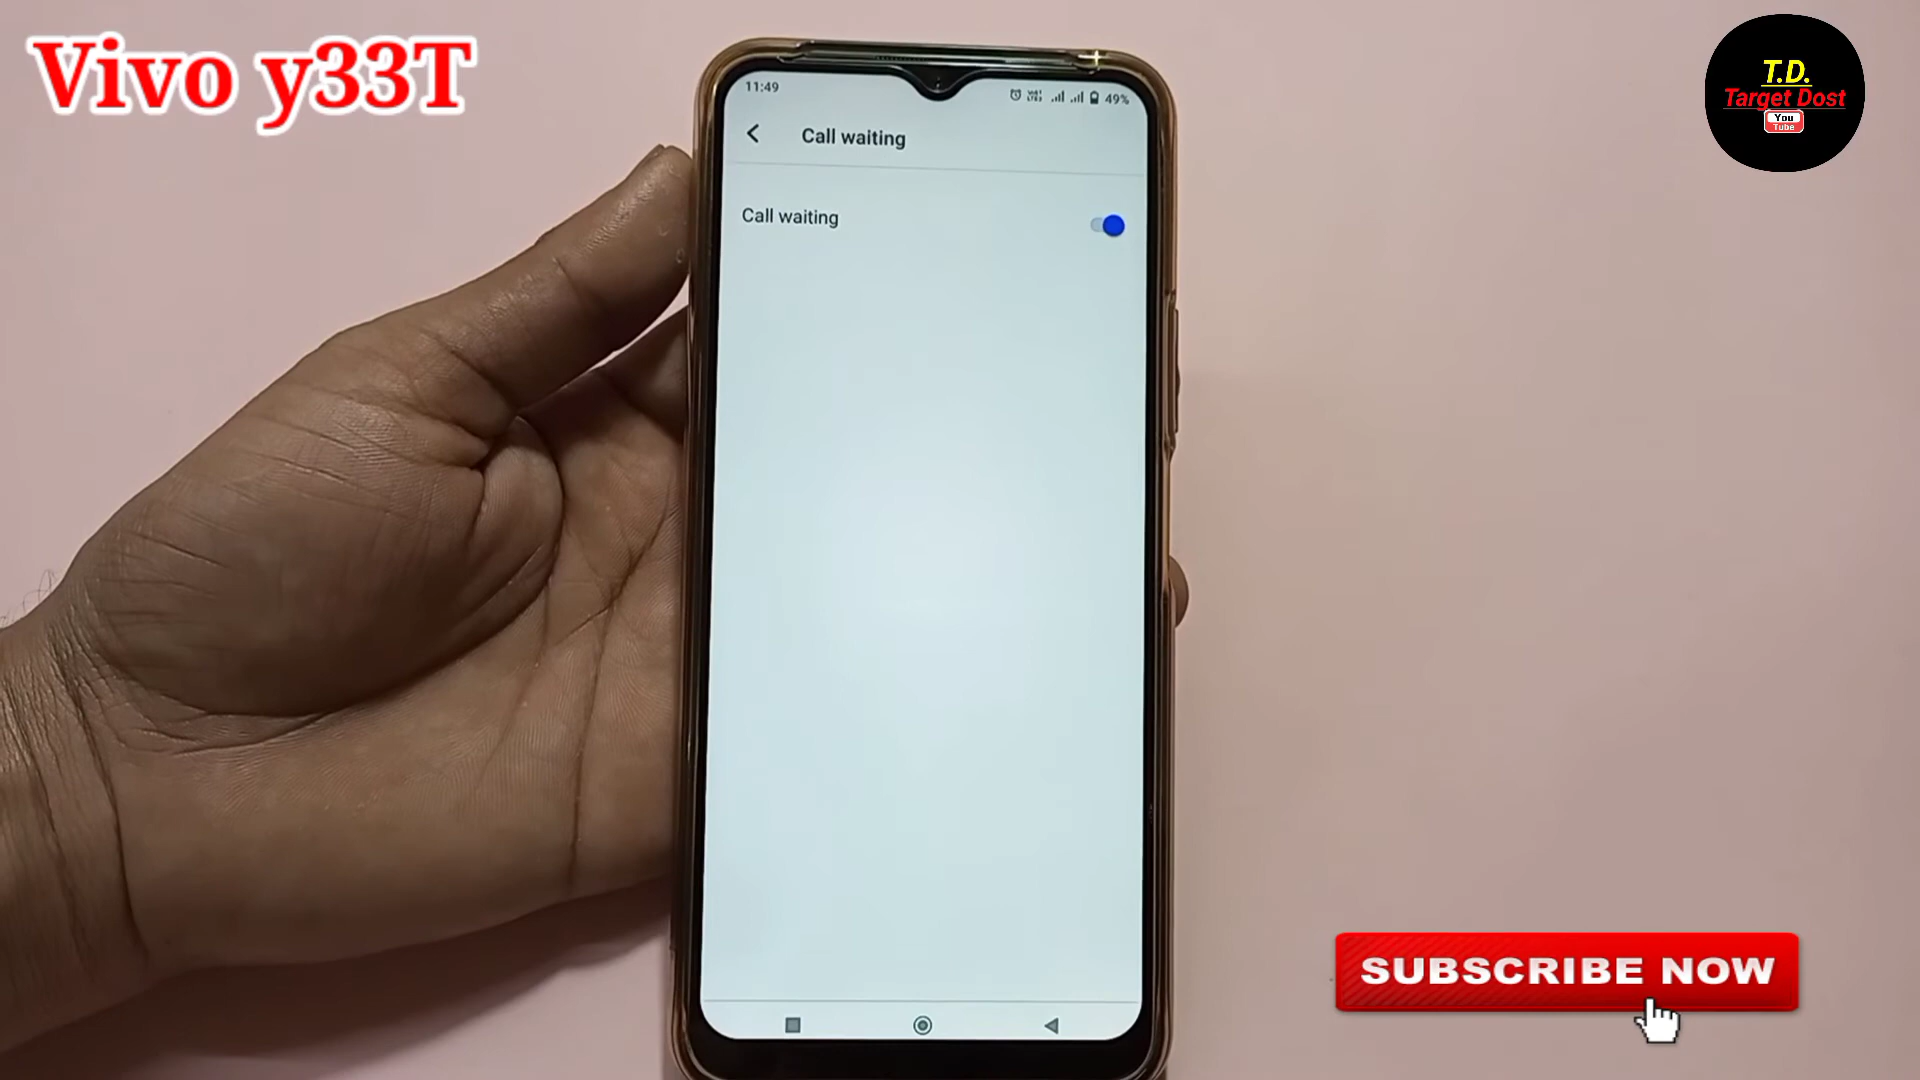 Vivo y33T
T.D.
Target Dost
You
Tube
11:49
49%
Call waiting
Call waiting
SUBSCRIBE NOW